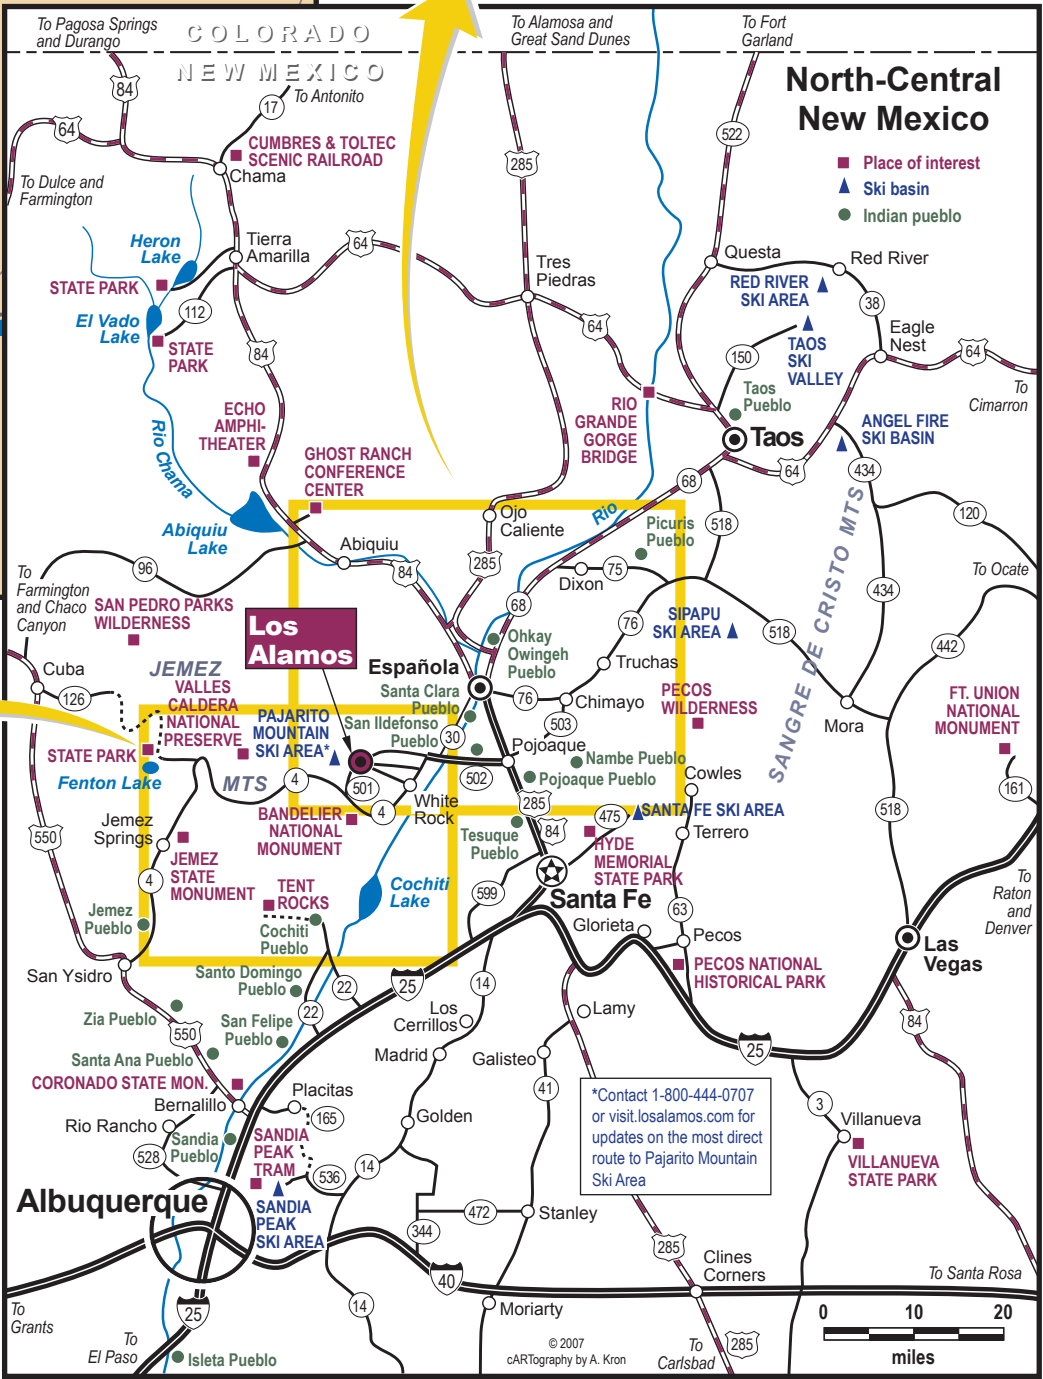 To Pagosa Springs
and Durango
COLORADO
NEW MEXICO
To Alamosa and
Great Sand Dunes
To Fort
Garland
North-Central
New Mexico
Place of interest
Ski basin
Indian pueblo
84
17
To Antonito
64
CUMBRES & TOLTEC
SCENIC RAILROAD
Chama
285
522
To Dulce and
Farmington
Heron
Lake
Tierra
Amarilla
64
Tres
Piedras
Questa
Red River
RED RIVER
SKI AREA
STATE PARK
112
El Vado
Lake
STATE
PARK
84
64
38
Eagle
Nest
64
TAOS
SKI
VALLEY
150
To
Cimarron
Taos
Pueblo
RIO
GRANDE
GORGE
BRIDGE
ECHO
AMPHI-
THEATER
Rio Chama
Taos
ANGEL FIRE
SKI BASIN
GHOST RANCH
CONFERENCE
CENTER
64
434
68
Abiquiu
Lake
Ojo
Caliente
Rio
Picuris
Pueblo
518
120
Abiquiu
96
84
285
Dixon
75
To Ocate
To
Farmington
and Chaco
Canyon
SAN PEDRO PARKS
WILDERNESS
68
434
SANGRE DE CRISTO MTS
Los
Alamos
Ohkay
Owingeh
Pueblo
76
SIPAPU
SKI AREA
518
442
Cuba
126
JEMEZ
Española
Truchas
VALLES
CALDERA
NATIONAL
PRESERVE
Santa Clara
Pueblo
76
Chimayo
PECOS
WILDERNESS
Mora
FT. UNION
NATIONAL
MONUMENT
PAJARITO
MOUNTAIN
SKI AREA*
San Ildefonso
Pueblo
30
503
Pojoaque
STATE PARK
Nambe Pueblo
Fenton Lake
MTS
4
501
502
Pojoaque Pueblo
Cowles
161
4
White
Rock
285
SANTA FE SKI AREA
518
550
Jemez
Springs
BANDELIER
NATIONAL
MONUMENT
Tesuque
Pueblo
84
475
Terrero
HYDE
MEMORIAL
STATE PARK
JEMEZ
STATE
MONUMENT
4
TENT
ROCKS
Cochiti
Lake
599
Santa Fe
To
Raton
and
Denver
Jemez
Pueblo
Cochiti
Pueblo
Glorieta
63
Pecos
Las
Vegas
San Ysidro
Santo Domingo
Pueblo
22
25
14
PECOS NATIONAL
HISTORICAL PARK
Zia Pueblo
22
Los
Cerrillos
Lamy
84
550
San Felipe
Pueblo
Santa Ana Pueblo
Madrid
Galisteo
25
CORONADO STATE MON.
41
*Contact 1-800-444-0707
or visit.losalamos.com for
updates on the most direct
route to Pajarito Mountain
Ski Area
Placitas
Bernalillo
165
Golden
3
Villanueva
Rio Rancho
Sandia
Pueblo
SANDIA
PEAK
TRAM
528
14
VILLANUEVA
STATE PARK
536
Albuquerque
SANDIA
PEAK
SKI AREA
472
Stanley
344
285
Clines
Corners
40
To Santa Rosa
To
Grants
25
14
Moriarty
0 10 20
miles
To
El Paso
Isleta Pueblo
© 2007
cARTography by A. Kron
To
Carlsbad
285